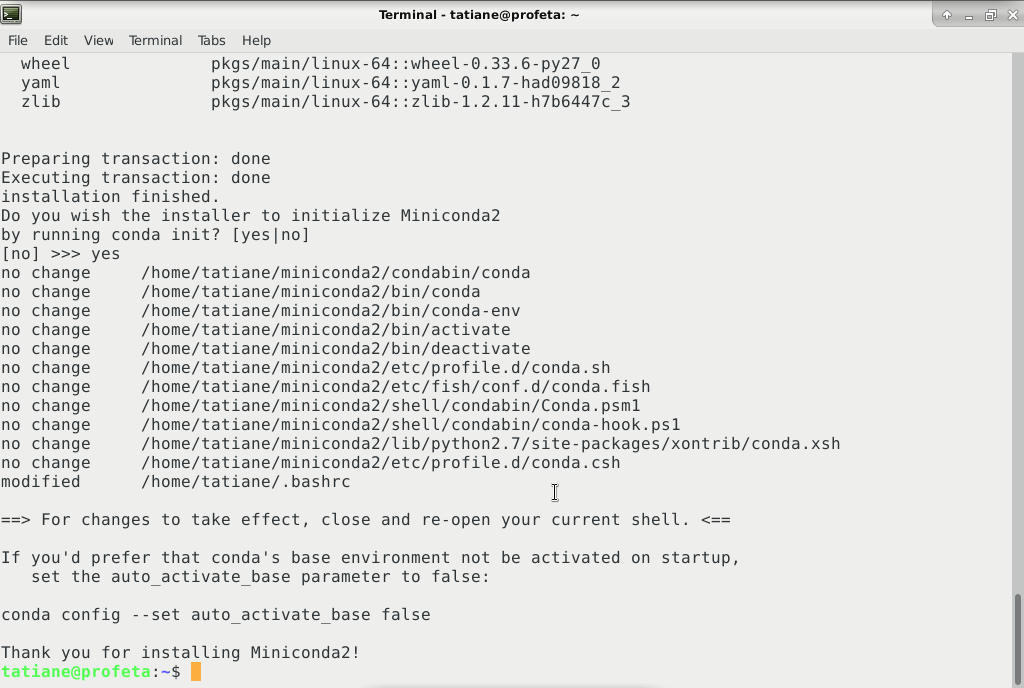 Terminal - tatiane@profeta: ~
File Edit View Terminal Tabs Help
  wheel              pkgs/main/linux-64::wheel-0.33.6-py27_0
  yaml               pkgs/main/linux-64::yaml-0.1.7-had09818_2
  zlib               pkgs/main/linux-64::zlib-1.2.11-h7b6447c_3
Preparing transaction: done
Executing transaction: done
installation finished.
Do you wish the installer to initialize Miniconda2
by running conda init? [yes|no]
[no] >>> yes
no change     /home/tatiane/miniconda2/condabin/conda
no change     /home/tatiane/miniconda2/bin/conda
no change     /home/tatiane/miniconda2/bin/conda-env
no change     /home/tatiane/miniconda2/bin/activate
no change     /home/tatiane/miniconda2/bin/deactivate
no change     /home/tatiane/miniconda2/etc/profile.d/conda.sh
no change     /home/tatiane/miniconda2/etc/fish/conf.d/conda.fish
no change     /home/tatiane/miniconda2/shell/condabin/Conda.psm1
no change     /home/tatiane/miniconda2/shell/condabin/conda-hook.ps1
no change     /home/tatiane/miniconda2/lib/python2.7/site-packages/xontrib/conda.xsh
no change     /home/tatiane/miniconda2/etc/profile.d/conda.csh
modified      /home/tatiane/.bashrc
==> For changes to take effect, close and re-open your current shell. <==
If you'd prefer that conda's base environment not be activated on startup,
   set the auto_activate_base parameter to false:
conda config --set auto_activate_base false
Thank you for installing Miniconda2!
tatiane@profeta:~$